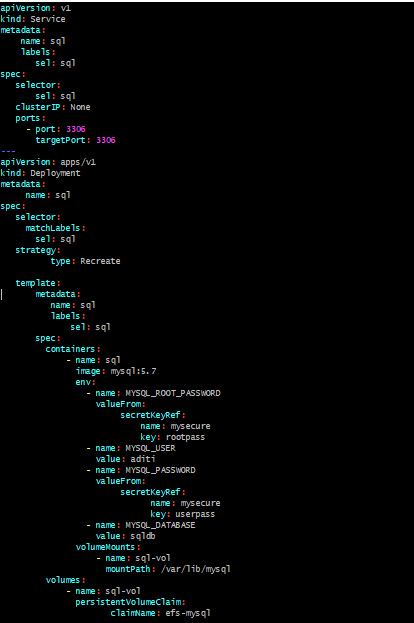 apiVersion: v1
kind: Service
metadata:
    name: sql
    labels:
       sel: sql
spec:
   selector:
       sel: sql
   clusterIP: None
   ports:
     - port: 3306
       targetPort: 3306
---
apiVersion: apps/v1
kind: Deployment
metadata:
     name: sql
spec:
   selector:
     matchLabels:
       sel: sql
   strategy:
          type: Recreate

   template:
       metadata:
          name: sql
          labels:
              sel: sql
       spec:
         containers:
             - name: sql
               image: mysql:5.7
               env:
                 - name: MYSQL_ROOT_PASSWORD
                   valueFrom:
                        secretKeyRef:
                            name: mysecure
                            key: rootpass
                 - name: MYSQL_USER
                   value: aditi
                 - name: MYSQL_PASSWORD
                   valueFrom:
                        secretKeyRef:
                              name: mysecure
                              key: userpass
                 - name: MYSQL_DATABASE
                   value: sqldb
               volumeMounts:
                   - name: sql-vol
                     mountPath: /var/lib/mysql
         volumes:
             - name: sql-vol
               persistentVolumeClaim:
                      claimName: efs-mysql